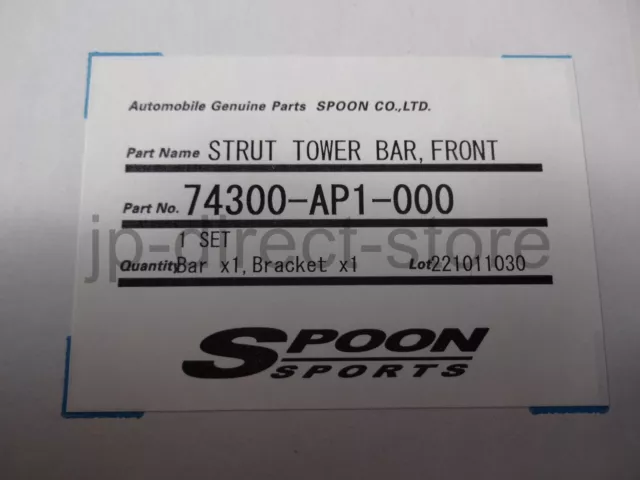 Automobile Genuine Parts SPOON CO.,LTD.
Part Name STRUT TOWER BAR,FRONT
Part No. 74300-AP1-000
jp-direct-store
1 SET
Quantity Bar x1,Bracket x1 Lot 221011030
SPOON
SPORTS